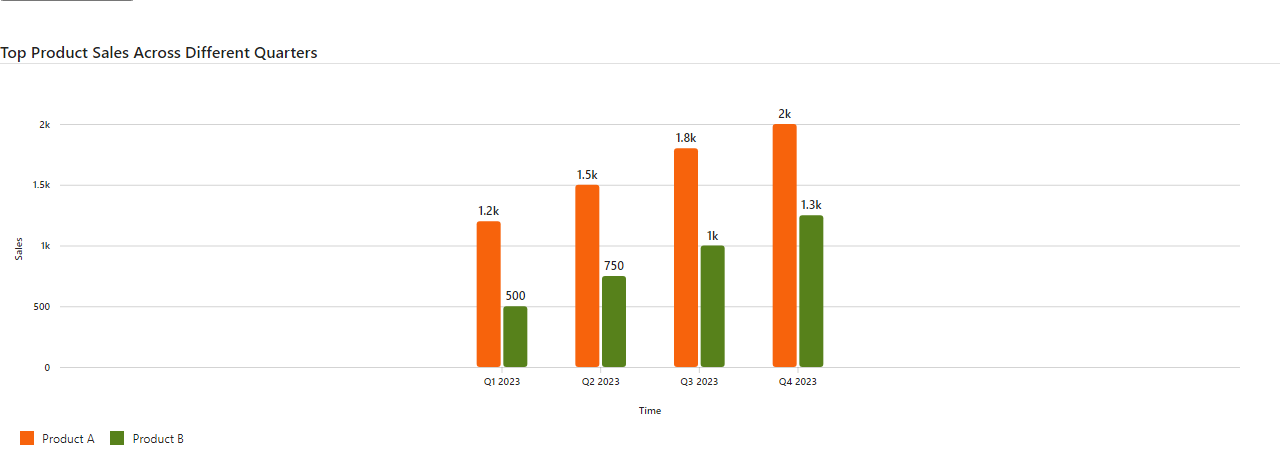 Top Product Sales Across Different Quarters
2k
1.8k
2k
1.5k
1.5k
1.3k
1.2k
1k
1k
750
500
500
0
Sales
Q1 2023 Q2 2023 Q3 2023 Q4 2023
Time
Product A Product B